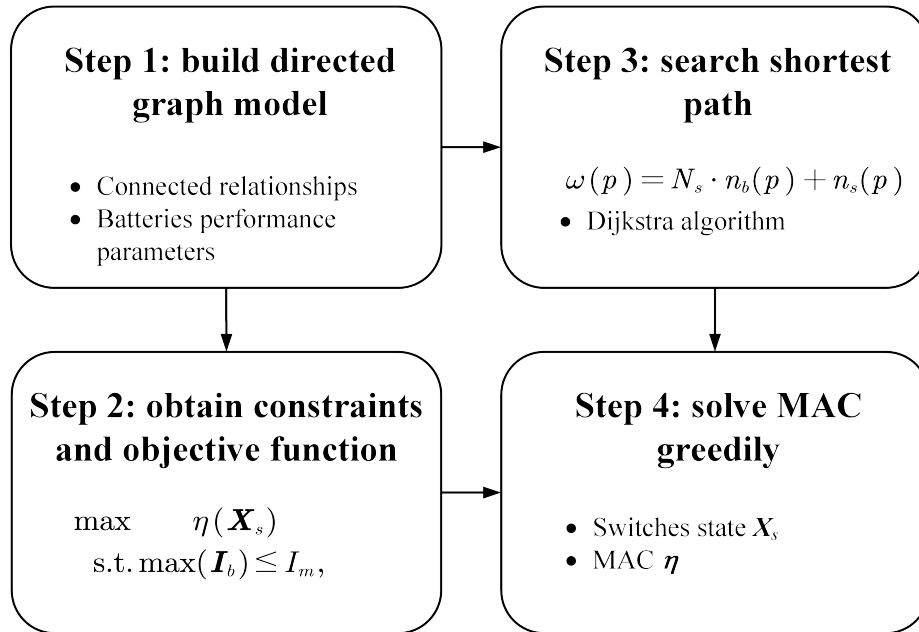 Step 1: build directed
graph model
• Connected relationships
• Batteries performance
parameters
Step 3: search shortest
path
ω(p) = N_s · n_b(p) + n_s(p)
• Dijkstra algorithm
Step 2: obtain constraints
and objective function
max η(X_s)
s.t. max(I_b) ≤ I_m,
Step 4: solve MAC
greedily
• Switches state X_s
• MAC η